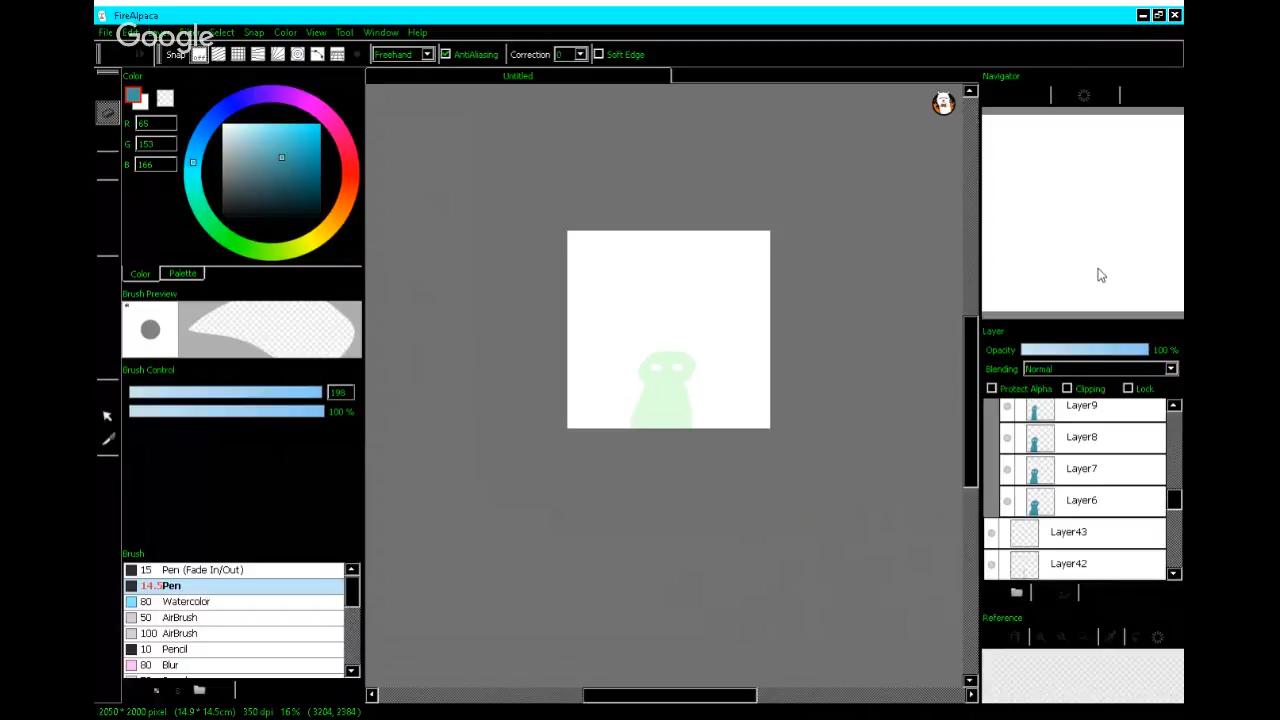 FireAlpaca
Google
File Edit Layer Select Snap Color View Tool Window Help
Snap off Freehand AntiAliasing Correction 0 Soft Edge
Color
Untitled
Navigator
R 65
G 153
B 166
Color Palette
Brush Preview
Brush Control
198
100 %
Layer
Opacity 100 %
Blending Normal
Protect Alpha Clipping Lock
Layer9
Layer8
Layer7
Layer6
Layer43
Layer42
Brush
15 Pen (Fade In/Out)
14.5 Pen
80 Watercolor
50 AirBrush
100 AirBrush
10 Pencil
80 Blur
Reference
2050 * 2000 pixel (14.9 * 14.5cm) 350 dpi 16 % ( 3204, 2384 )